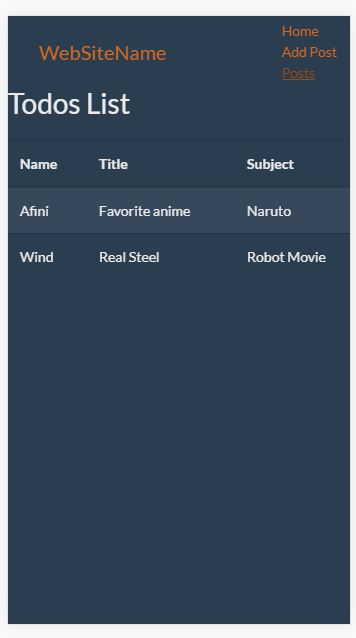 Home
WebSiteName
Add Post
Posts
Todos List
Name Title Subject
Afini Favorite anime Naruto
Wind Real Steel Robot Movie